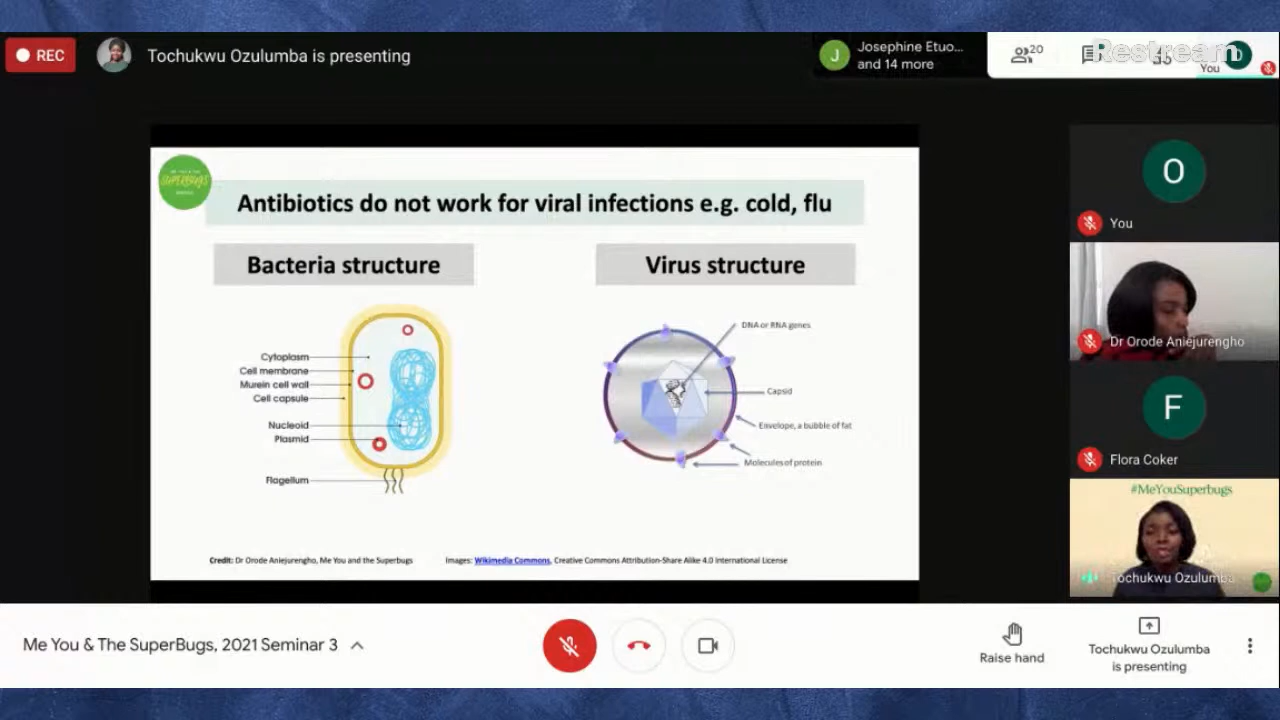 REC
Tochukwu Ozulumba is presenting
J
Josephine Etuo...
and 14 more
20
Restream
You
SUPERBUGS
Antibiotics do not work for viral infections e.g. cold, flu
Bacteria structure
Virus structure
Cytoplasm
Cell membrane
Murein cell wall
Cell capsule
Nucleoid
Plasmid
Flagellum
DNA or RNA genes
Capsid
Envelope, a bubble of fat
Molecules of protein
Credit: Dr Orode Aniejurengho, Me You and the Superbugs
Images: Wikimedia Commons, Creative Commons Attribution-Share Alike 4.0 International License
O
You
Dr Orode Aniejurengho
F
Flora Coker
#MeYouSuperbugs
Tochukwu Ozulumba
Me You & The SuperBugs, 2021 Seminar 3
Raise hand
Tochukwu Ozulumba
is presenting